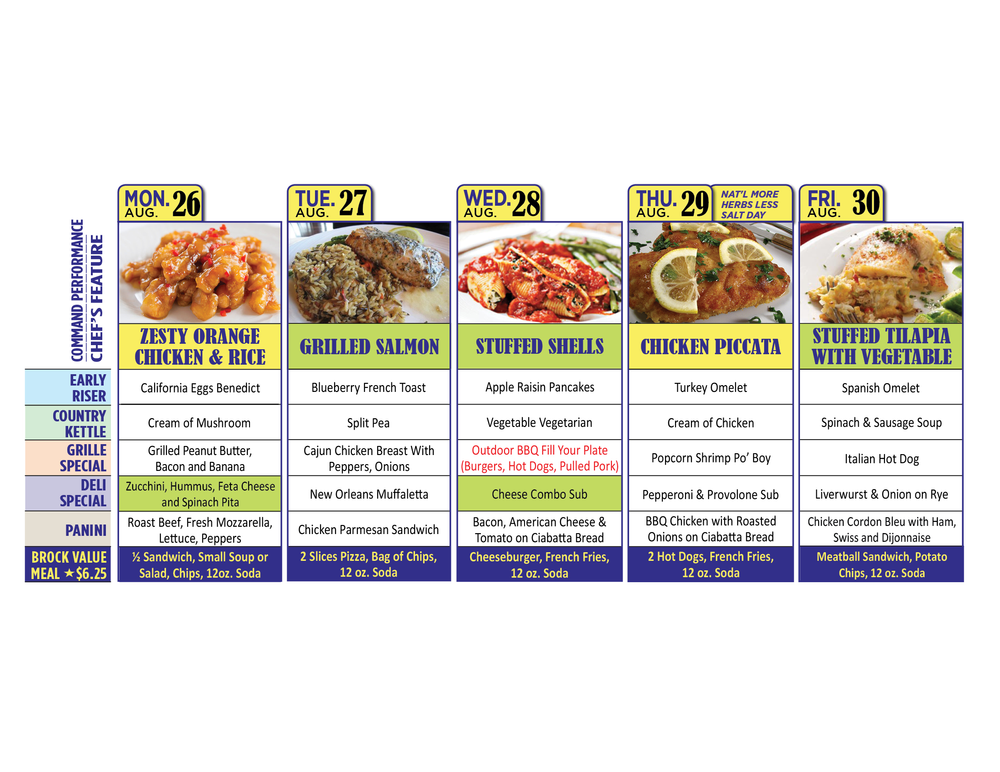 MON. AUG. 26
TUE. AUG. 27
WED. AUG. 28
THU. AUG. 29
NAT'L MORE
HERBS LESS
SALT DAY
FRI. AUG. 30
COMMAND PERFORMANCE
CHEF'S FEATURE
ZESTY ORANGE
CHICKEN & RICE
GRILLED SALMON
STUFFED SHELLS
CHICKEN PICCATA
STUFFED TILAPIA
WITH VEGETABLE
EARLY
RISER
California Eggs Benedict
Blueberry French Toast
Apple Raisin Pancakes
Turkey Omelet
Spanish Omelet
COUNTRY
KETTLE
Cream of Mushroom
Split Pea
Vegetable Vegetarian
Cream of Chicken
Spinach & Sausage Soup
GRILLE
SPECIAL
Grilled Peanut Butter,
Bacon and Banana
Cajun Chicken Breast With
Peppers, Onions
Outdoor BBQ Fill Your Plate
(Burgers, Hot Dogs, Pulled Pork)
Popcorn Shrimp Po' Boy
Italian Hot Dog
DELI
SPECIAL
Zucchini, Hummus, Feta Cheese
and Spinach Pita
New Orleans Muffaletta
Cheese Combo Sub
Pepperoni & Provolone Sub
Liverwurst & Onion on Rye
PANINI
Roast Beef, Fresh Mozzarella,
Lettuce, Peppers
Chicken Parmesan Sandwich
Bacon, American Cheese &
Tomato on Ciabatta Bread
BBQ Chicken with Roasted
Onions on Ciabatta Bread
Chicken Cordon Bleu with Ham,
Swiss and Dijonnaise
BROCK VALUE
MEAL ★ $6.25
½ Sandwich, Small Soup or
Salad, Chips, 12oz. Soda
2 Slices Pizza, Bag of Chips,
12 oz. Soda
Cheeseburger, French Fries,
12 oz. Soda
2 Hot Dogs, French Fries,
12 oz. Soda
Meatball Sandwich, Potato
Chips, 12 oz. Soda